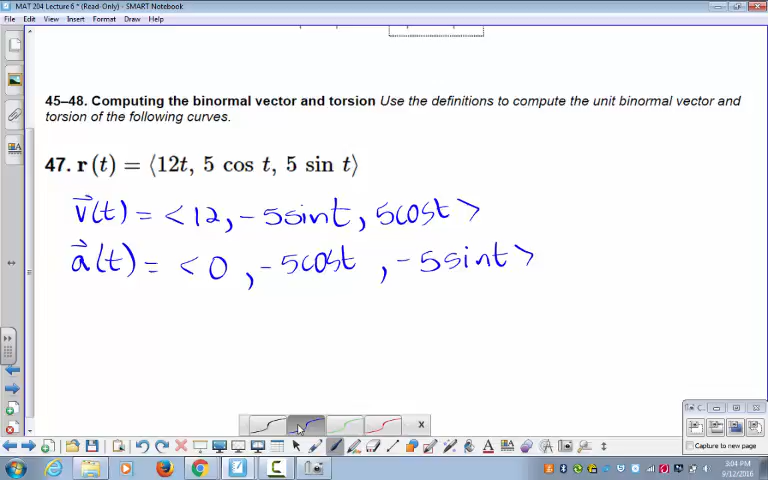 MAT 204 Lecture 6 * (Read-Only) - SMART Notebook
File Edit View Insert Format Draw Help
45–48. Computing the binormal vector and torsion Use the definitions to compute the unit binormal vector and
torsion of the following curves.
47. r(t) = ⟨12t, 5 cos t, 5 sin t⟩
v⃗(t) = <12, -5sint, 5cost>
a⃗(t) = <0, -5cost, -5sint>
x
C..
Capture to new page
3:04 PM
9/12/2016